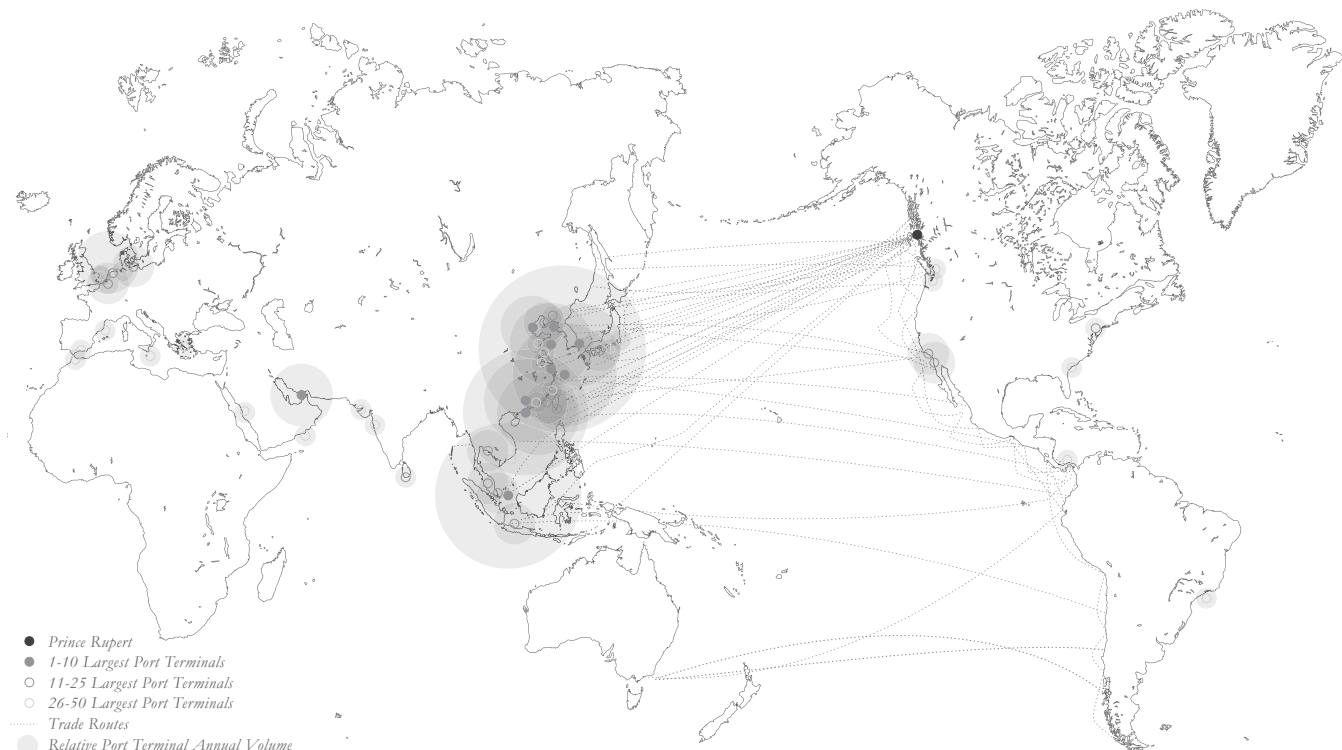 Prince Rupert
1-10 Largest Port Terminals
11-25 Largest Port Terminals
26-50 Largest Port Terminals
Trade Routes
Relative Port Terminal Annual Volume